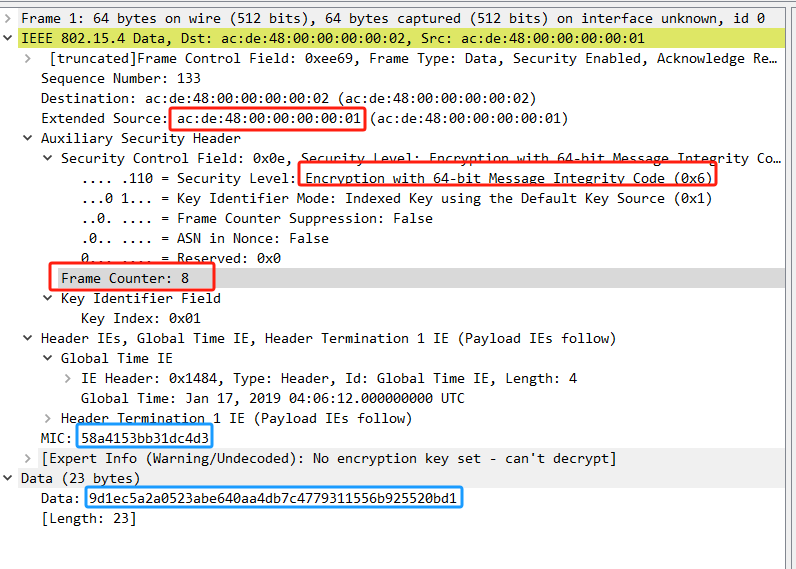 Frame 1: 64 bytes on wire (512 bits), 64 bytes captured (512 bits) on interface unknown, id 0
IEEE 802.15.4 Data, Dst: ac:de:48:00:00:00:00:02, Src: ac:de:48:00:00:00:00:01
[truncated]Frame Control Field: 0xee69, Frame Type: Data, Security Enabled, Acknowledge Re…
Sequence Number: 133
Destination: ac:de:48:00:00:00:00:02 (ac:de:48:00:00:00:00:02)
Extended Source: ac:de:48:00:00:00:00:01 (ac:de:48:00:00:00:00:01)
Auxiliary Security Header
Security Control Field: 0x0e, Security Level: Encryption with 64-bit Message Integrity Co…
.... .110 = Security Level: Encryption with 64-bit Message Integrity Code (0x6)
...0 1... = Key Identifier Mode: Indexed Key using the Default Key Source (0x1)
..0. .... = Frame Counter Suppression: False
.0.. .... = ASN in Nonce: False
0... .... = Reserved: 0x0
Frame Counter: 8
Key Identifier Field
Key Index: 0x01
Header IEs, Global Time IE, Header Termination 1 IE (Payload IEs follow)
Global Time IE
IE Header: 0x1484, Type: Header, Id: Global Time IE, Length: 4
Global Time: Jan 17, 2019 04:06:12.000000000 UTC
Header Termination 1 IE (Payload IEs follow)
MIC: 58a4153bb31dc4d3
[Expert Info (Warning/Undecoded): No encryption key set - can't decrypt]
Data (23 bytes)
Data: 9d1ec5a2a0523abe640aa4db7c4779311556b925520bd1
[Length: 23]